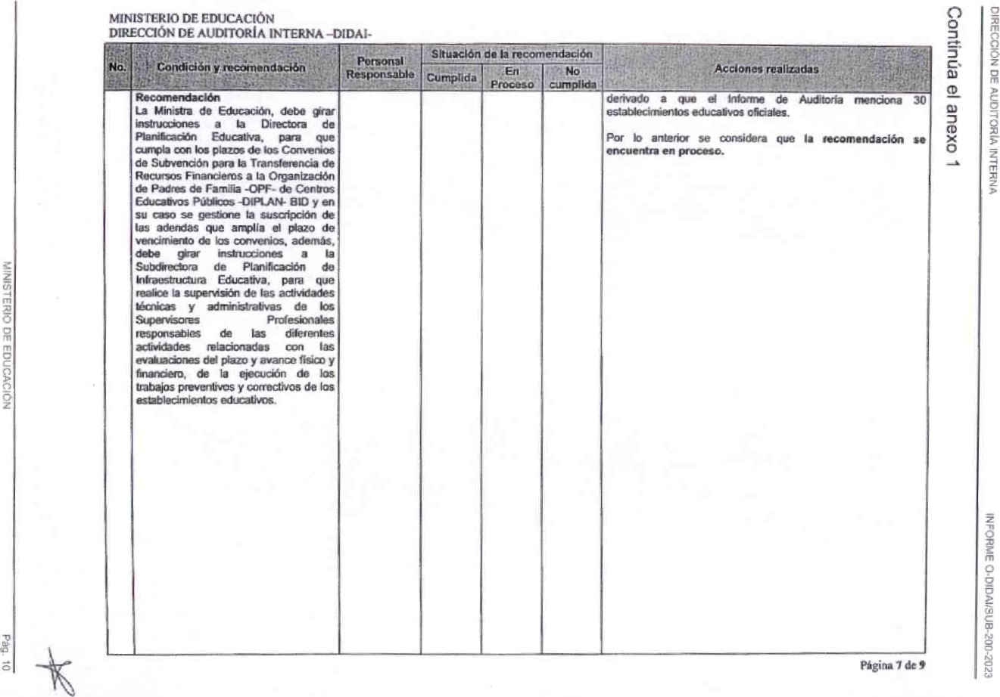 DIRECCIÓN DE AUDITORÍA INTERNA
INFORME O-DIDAI/SUB-200-2023
Continúa el anexo 1
MINISTERIO DE EDUCACIÓN
DIRECCIÓN DE AUDITORÍA INTERNA –DIDAI-
No.
Condición y recomendación
Personal
Responsable
Situación de la recomendación
Cumplida
En
Proceso
No
cumplida
Acciones realizadas
Recomendación
La Ministra de Educación, debe girar
instrucciones a la Directora de
Planificación Educativa, para que
cumpla con los plazos de los Convenios
de Subvención para la Transferencia de
Recursos Financieros a la Organización
de Padres de Familia -OPF- de Centros
Educativos Públicos -DIPLAN- BID y en
su caso se gestione la suscripción de
las adendas que amplía el plazo de
vencimiento de los convenios, además,
debe girar instrucciones a la
Subdirectora de Planificación de
Infraestructura Educativa, para que
realice la supervisión de las actividades
técnicas y administrativas de los
Supervisores Profesionales
responsables de las diferentes
actividades relacionadas con las
evaluaciones del plazo y avance físico y
financiero, de la ejecución de los
trabajos preventivos y correctivos de los
establecimientos educativos.
derivado a que el Informe de Auditoría menciona 30
establecimientos educativos oficiales.
Por lo anterior se considera que la recomendación se
encuentra en proceso.
Página 7 de 9
MINISTERIO DE EDUCACIÓN
Pág. 10